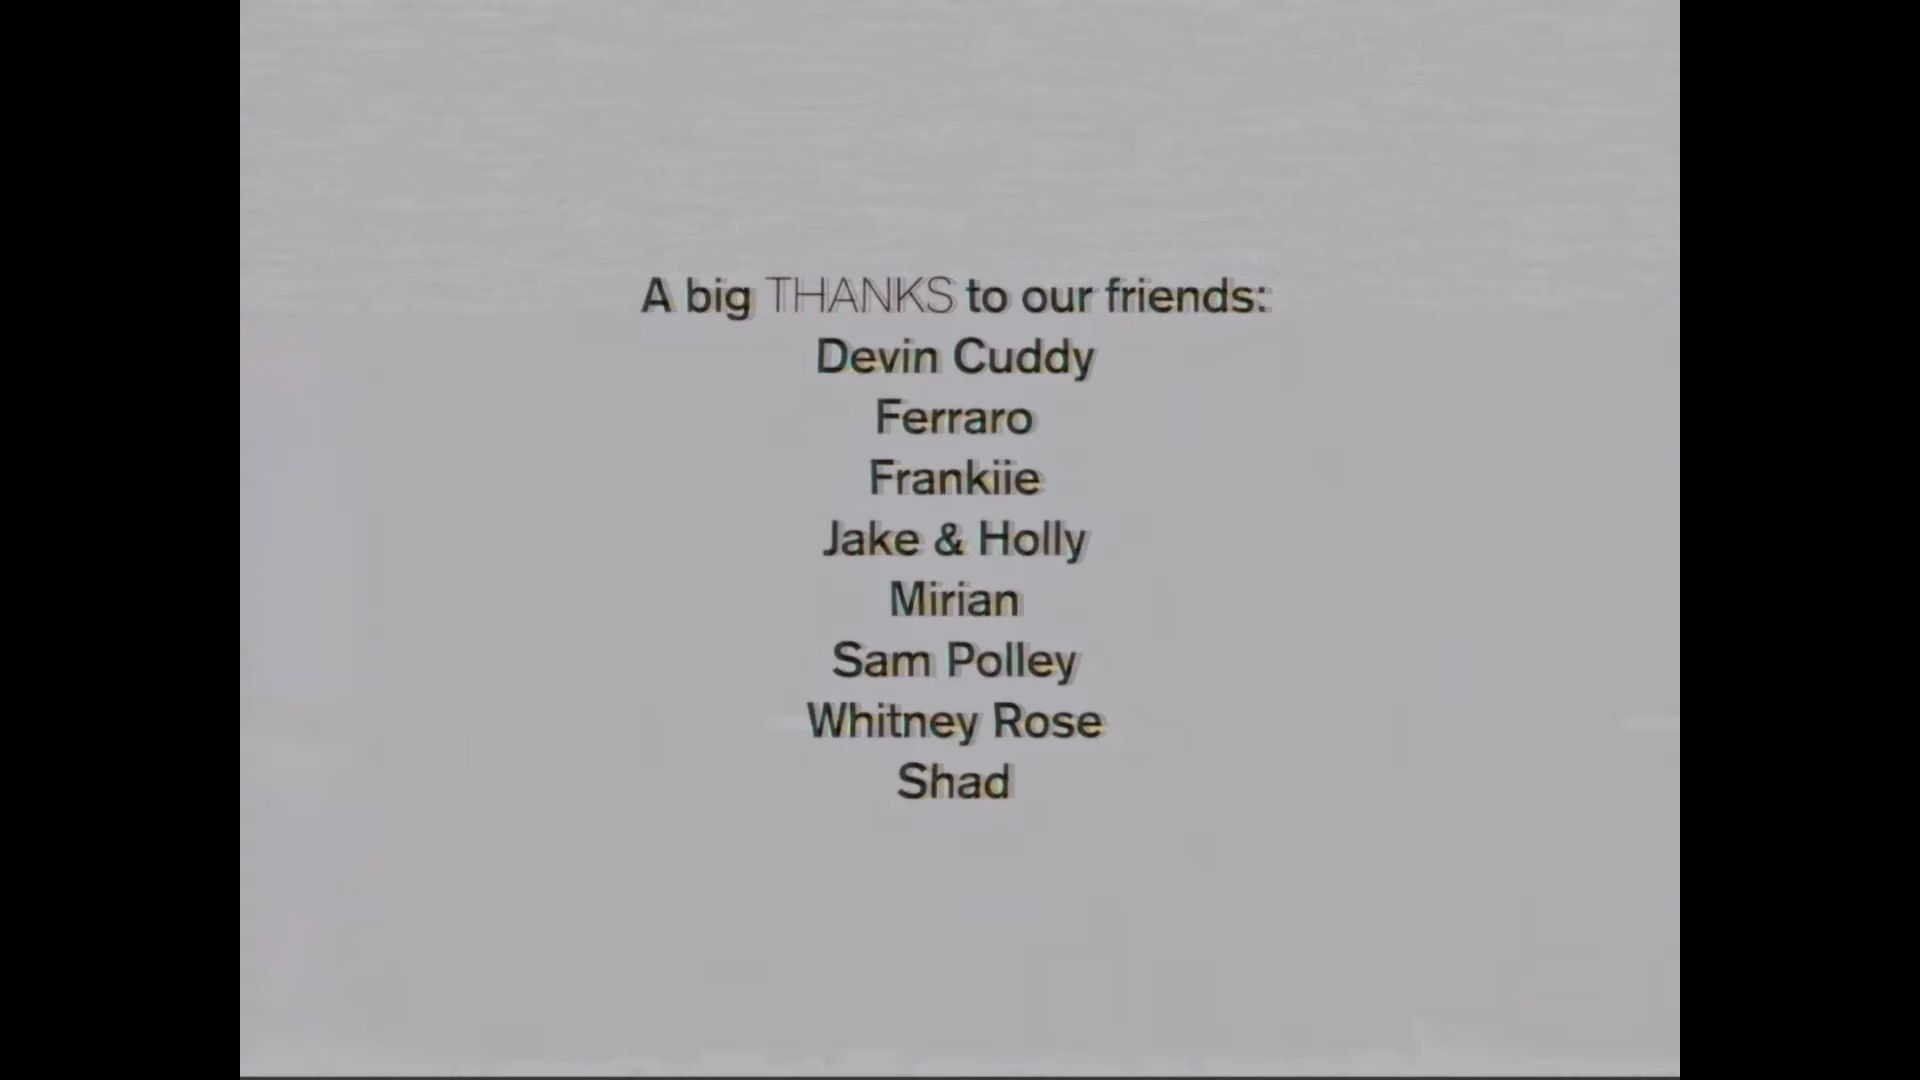 A big THANKS to our friends:
Devin Cuddy
Ferraro
Frankiie
Jake & Holly
Mirian
Sam Polley
Whitney Rose
Shad